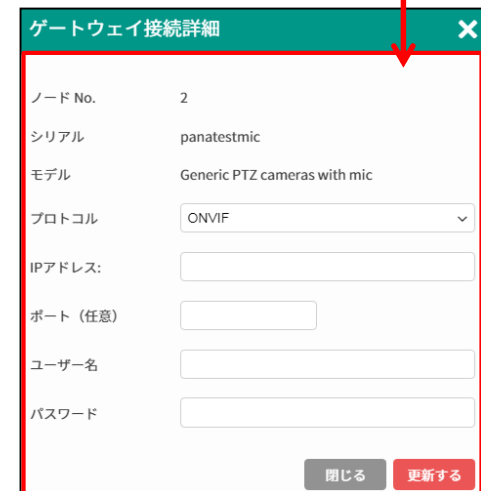 ゲートウェイ接続詳細
ノード No. 2
シリアル panatestmic
モデル Generic PTZ cameras with mic
プロトコル ONVIF
IPアドレス:
ポート（任意）
ユーザー名
パスワード
閉じる 更新する